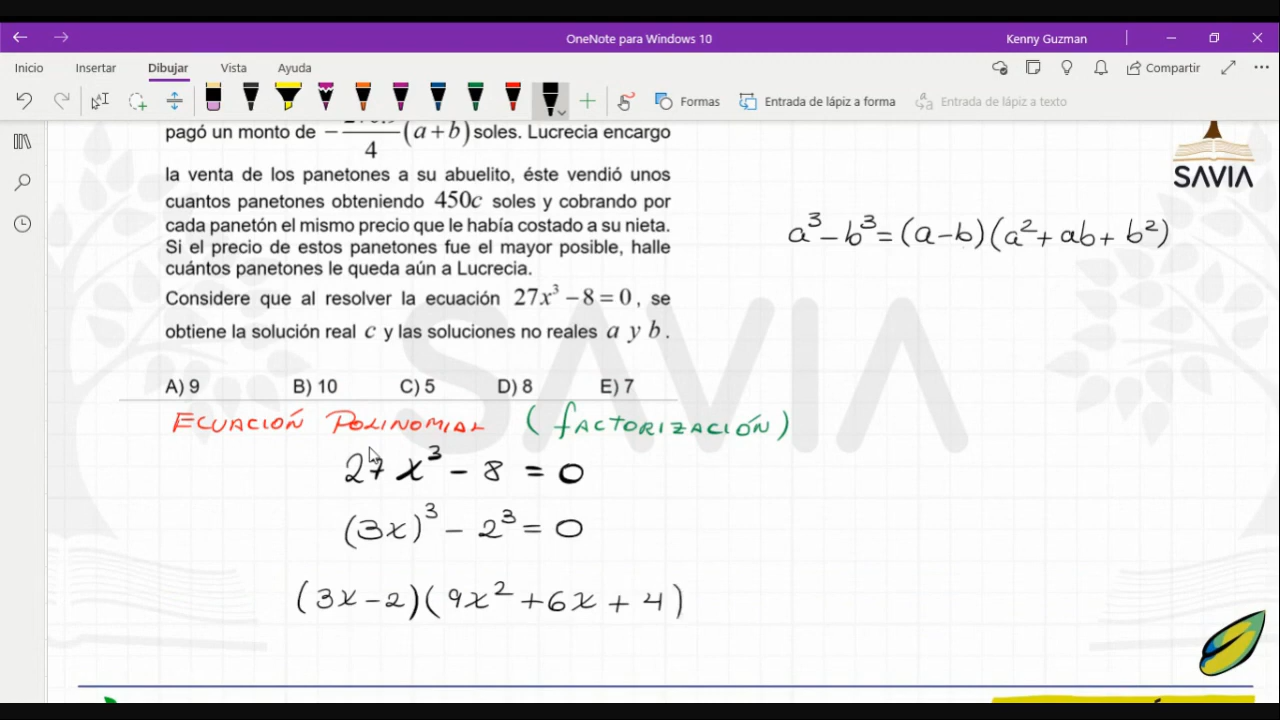 OneNote para Windows 10
Kenny Guzman
Inicio Insertar Dibujar Vista Ayuda
Compartir
Formas Entrada de lápiz a forma Entrada de lápiz a texto
pagó un monto de − /4 (a+b) soles. Lucrecia encargo
la venta de los panetones a su abuelito, éste vendió unos
cuantos panetones obteniendo 450c soles y cobrando por
cada panetón el mismo precio que le había costado a su nieta.
Si el precio de estos panetones fue el mayor posible, halle
cuántos panetones le queda aún a Lucrecia.
Considere que al resolver la ecuación 27x³ − 8 = 0, se
obtiene la solución real c y las soluciones no reales a y b.
A) 9 B) 10 C) 5 D) 8 E) 7
SAVIA
a³ − b³ = (a−b)(a² + ab + b²)
SAVIA
ECUACIÓN POLINOMIAL (fACTORIZACIÓN)
27x³ − 8 = 0
(3x)³ − 2³ = 0
(3x−2)(9x² + 6x + 4)